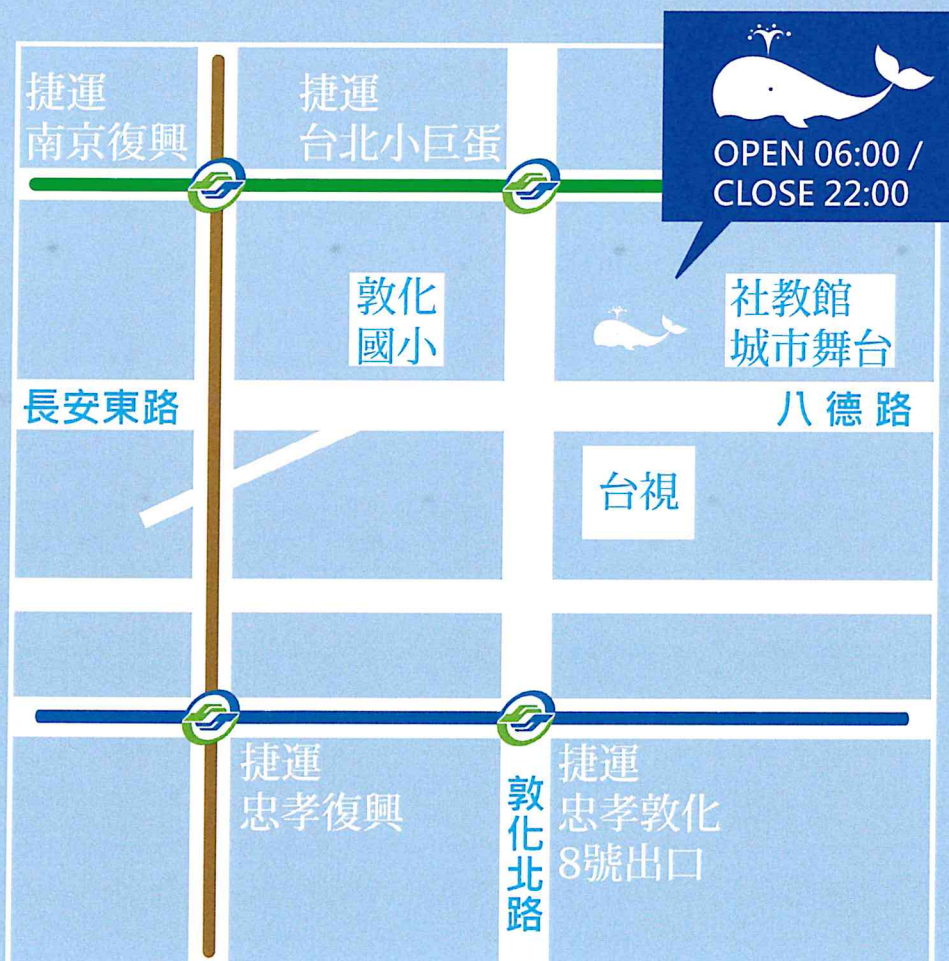 捷運
南京復興
捷運
台北小巨蛋
OPEN 06:00 /
CLOSE 22:00
敦化
國小
社教館
城市舞台
長安東路
八德路
台視
捷運
忠孝復興
敦化北路
捷運
忠孝敦化
8號出口